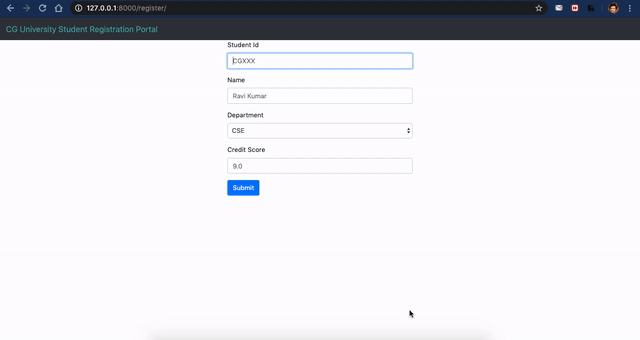 127.0.0.1:8000/register/
CG University Student Registration Portal
Student Id
CGXXX
Name
Ravi Kumar
Department
CSE
Credit Score
9.0
Submit